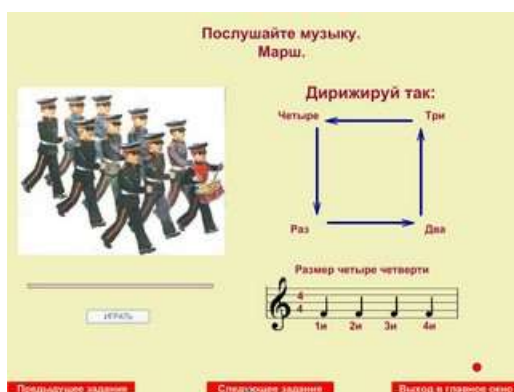 Послушайте музыку.
Марш.
Дирижируй так:
Четыре
Три
Раз
Два
Размер четыре четверти
4
4
1и 2и 3и 4и
ИГРАТЬ
Предыдущее задание
Следующее задание
Выход в главное окно